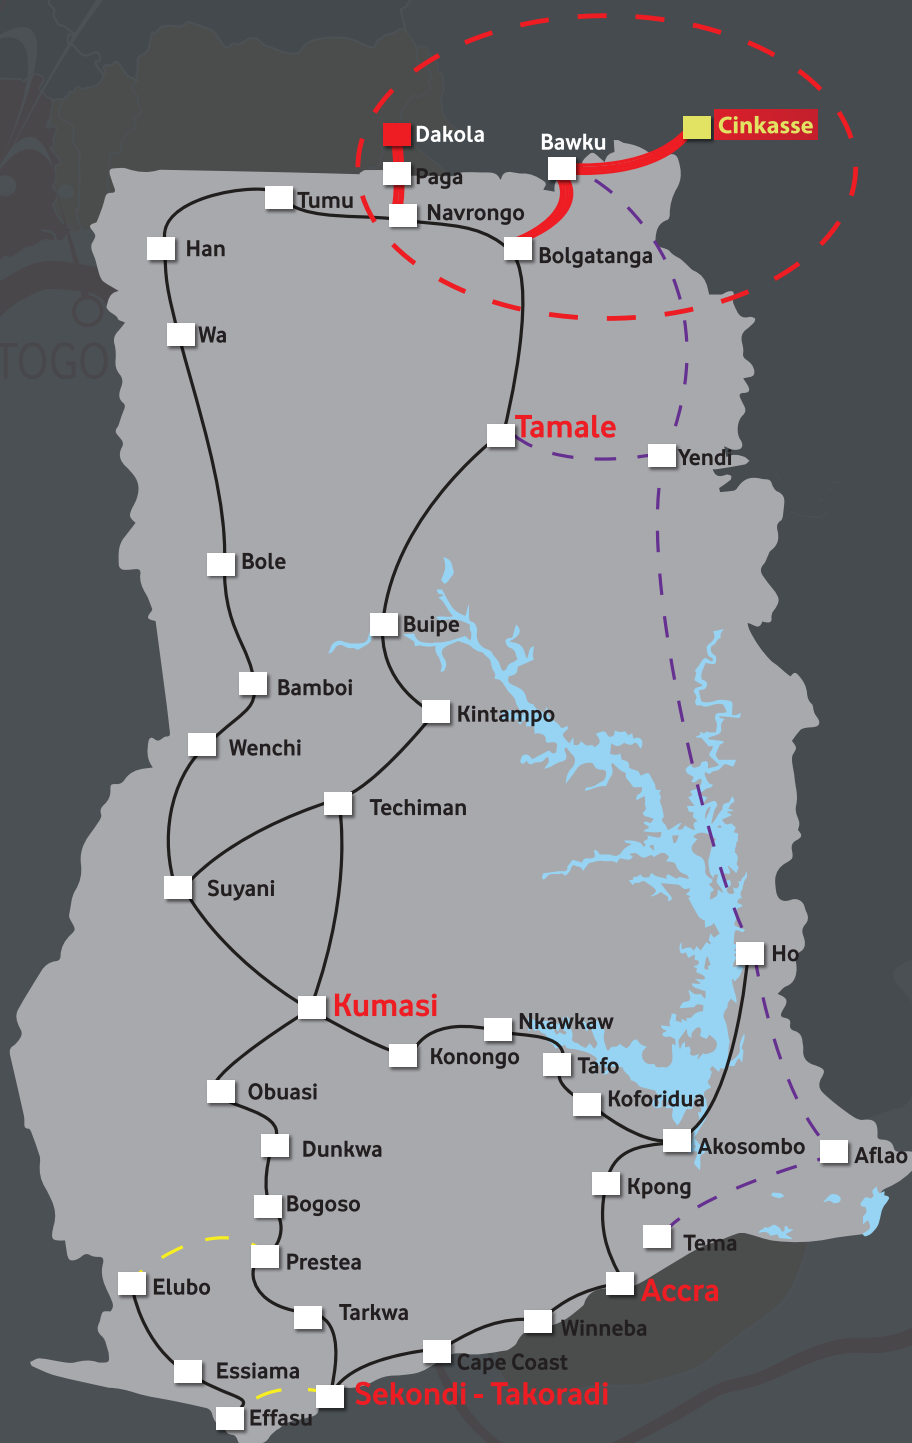 Cinkasse
Dakola
Bawku
Paga
Tumu
Navrongo
Han
Bolgatanga
Wa
TOGO
Tamale
Yendi
Bole
Buipe
Bamboi
Kintampo
Wenchi
Techiman
Suyani
Ho
Kumasi
Nkawkaw
Konongo
Tafo
Obuasi
Koforidua
Dunkwa
Akosombo
Aflao
Kpong
Bogoso
Tema
Prestea
Elubo
Accra
Tarkwa
Winneba
Cape Coast
Essiama
Sekondi - Takoradi
Effasu